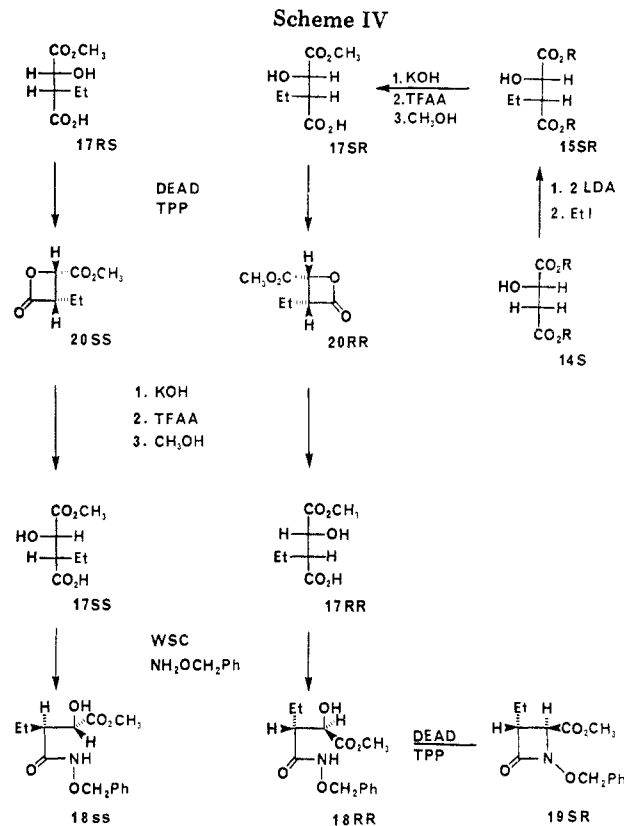 Scheme IV
CO₂CH₃
H OH
H Et
CO₂H
17RS
CO₂CH₃
HO H
Et H
CO₂H
17SR
1. KOH
2. TFAA
3. CH₃OH
CO₂R
HO H
Et H
CO₂R
15SR
DEAD
TPP
1. 2 LDA
2. EtI
H
O CO₂CH₃
O Et
H
20SS
H
CH₃O₂C O
Et O
H
20RR
CO₂R
HO H
H H
CO₂R
14S
1. KOH
2. TFAA
3. CH₃OH
CO₂CH₃
HO H
H Et
CO₂H
17SS
CO₂CH₃
H OH
Et H
CO₂H
17RR
WSC
NH₂OCH₂Ph
H OH
Et CO₂CH₃
H
O NH
OCH₂Ph
18SS
Et OH
H H
CO₂CH₃
O NH
OCH₂Ph
18RR
DEAD
TPP
Et H
H CO₂CH₃
O N
OCH₂Ph
19SR